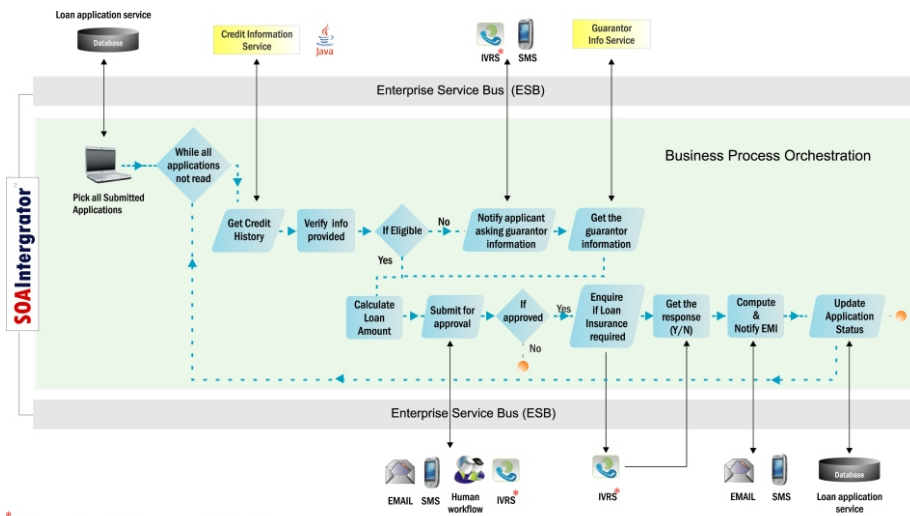 Loan application service
Database
Credit Information
Service
Java
IVRS*
SMS
Guarantor
Info Service
Enterprise Service Bus (ESB)
Business Process Orchestration
SOAIntergrator
Pick all Submitted
Applications
While all
applications
not read
Get Credit
History
Verify info
provided
If Eligible
No
Yes
Notify applicant
asking guarantor
information
Get the
guarantor
information
Calculate
Loan
Amount
Submit for
approval
If
approved
Yes
No
Enquire
if Loan
Insurance
required
Get the
response
(Y/N)
Compute
&
Notify EMI
Update
Application
Status
Enterprise Service Bus (ESB)
EMAIL
SMS
Human
workflow
IVRS*
IVRS*
EMAIL
SMS
Database
Loan application
service
*